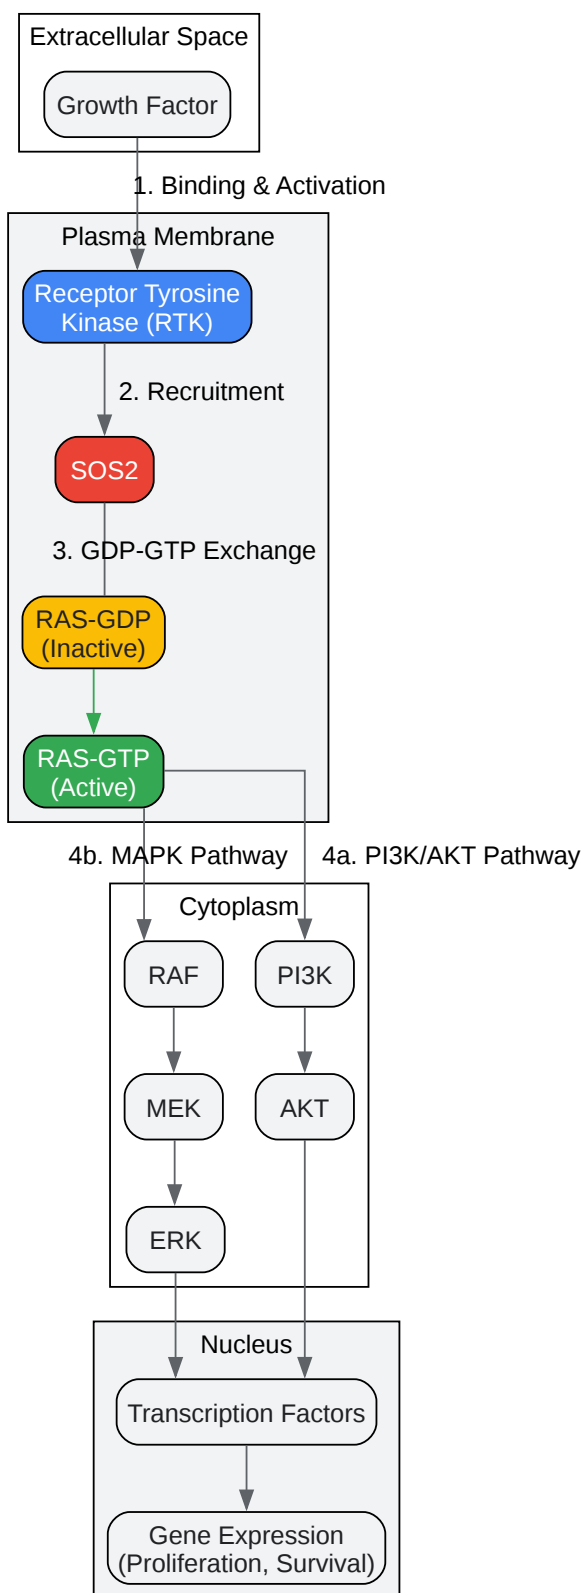 Extracellular Space
Growth Factor
1. Binding & Activation
Plasma Membrane
Receptor Tyrosine
Kinase (RTK)
2. Recruitment
SOS2
3. GDP-GTP Exchange
RAS-GDP
(Inactive)
RAS-GTP
(Active)
4b. MAPK Pathway
4a. PI3K/AKT Pathway
Cytoplasm
RAF
PI3K
MEK
AKT
ERK
Nucleus
Transcription Factors
Gene Expression
(Proliferation, Survival)